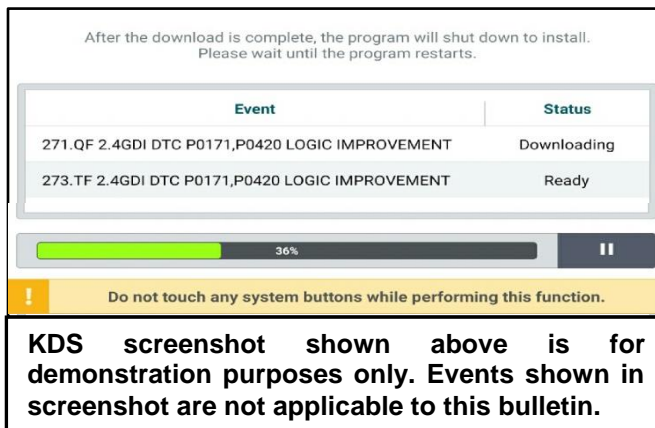 After the download is complete, the program will shut down to install.
Please wait until the program restarts.
Event Status
271.QF 2.4GDI DTC P0171,P0420 LOGIC IMPROVEMENT Downloading
273.TF 2.4GDI DTC P0171,P0420 LOGIC IMPROVEMENT Ready
36%
! Do not touch any system buttons while performing this function.
KDS screenshot shown above is for
demonstration purposes only. Events shown in
screenshot are not applicable to this bulletin.